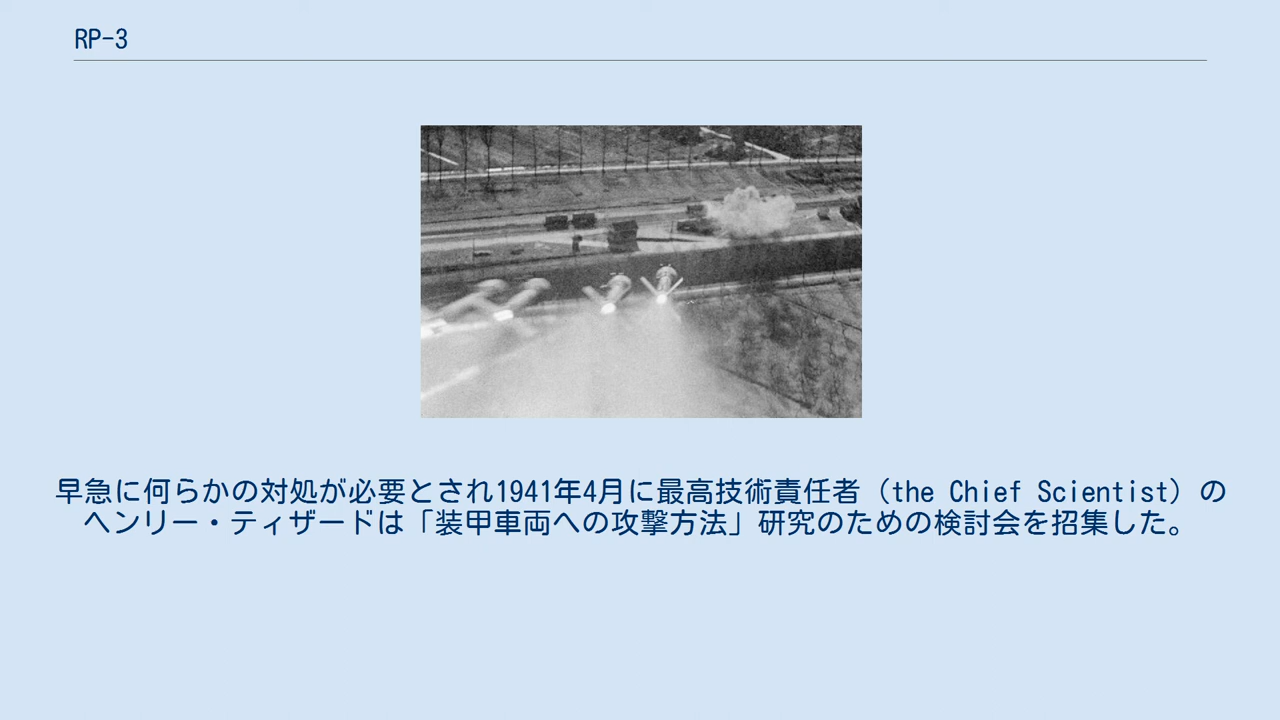 RP-3
早急に何らかの対処が必要とされ1941年4月に最高技術責任者（the Chief Scientist）の
ヘンリー・ティザードは「装甲車両への攻撃方法」研究のための検討会を招集した。